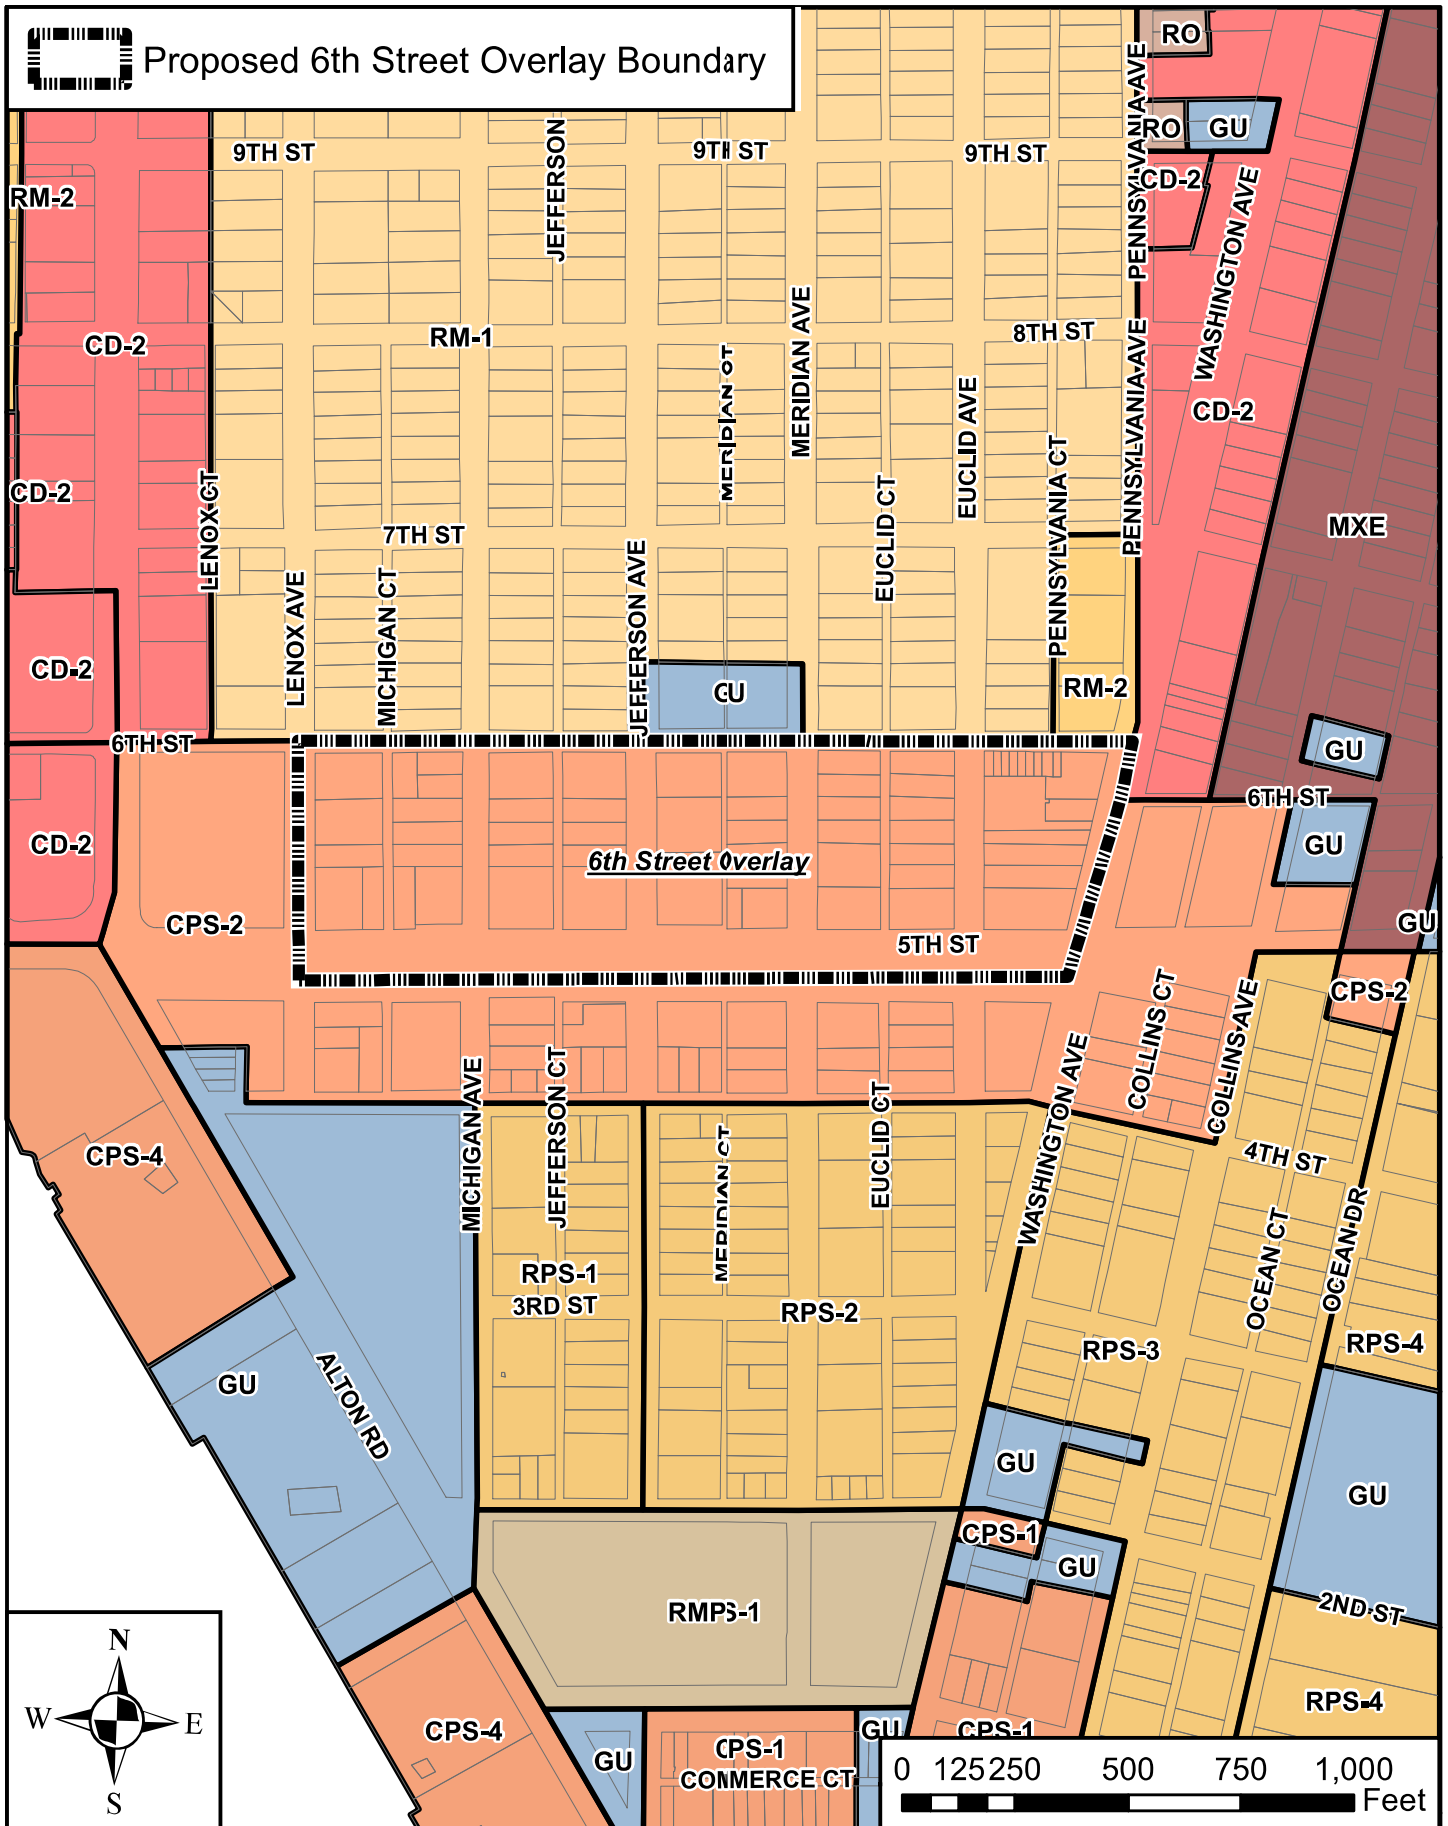 Proposed 6th Street Overlay Boundary
RO
PENNSYLVANIA AVE
RO
GU
9TH ST
JEFFERSON
9TH ST
9TH ST
CD-2
RM-2
WASHINGTON AVE
CD-2
RM-1
MERIDIAN CT
MERIDIAN AVE
8TH ST
PENNSYLVANIA AVE
CD-2
CD-2
LENOX CT
EUCLID AVE
EUCLID CT
PENNSYLVANIA CT
MXE
7TH ST
LENOX AVE
MICHIGAN CT
JEFFERSON AVE
CD-2
GU
RM-2
6TH ST
GU
6TH ST
CD-2
6th Street Overlay
GU
CPS-2
5TH ST
GU
COLLINS CT
COLLINS AVE
CPS-2
MICHIGAN AVE
JEFFERSON CT
EUCLID CT
WASHINGTON AVE
CPS-4
MERIDIAN CT
4TH ST
OCEAN CT
OCEAN DR
RPS-1
3RD ST
RPS-2
RPS-3
RPS-4
GU
ALTON RD
GU
GU
CPS-1
GU
RMPS-1
2ND ST
N
W
E
S
CPS-4
GU
CPS-1
COMMERCE CT
GU
CPS-1
RPS-4
0 125 250 500 750 1,000
Feet